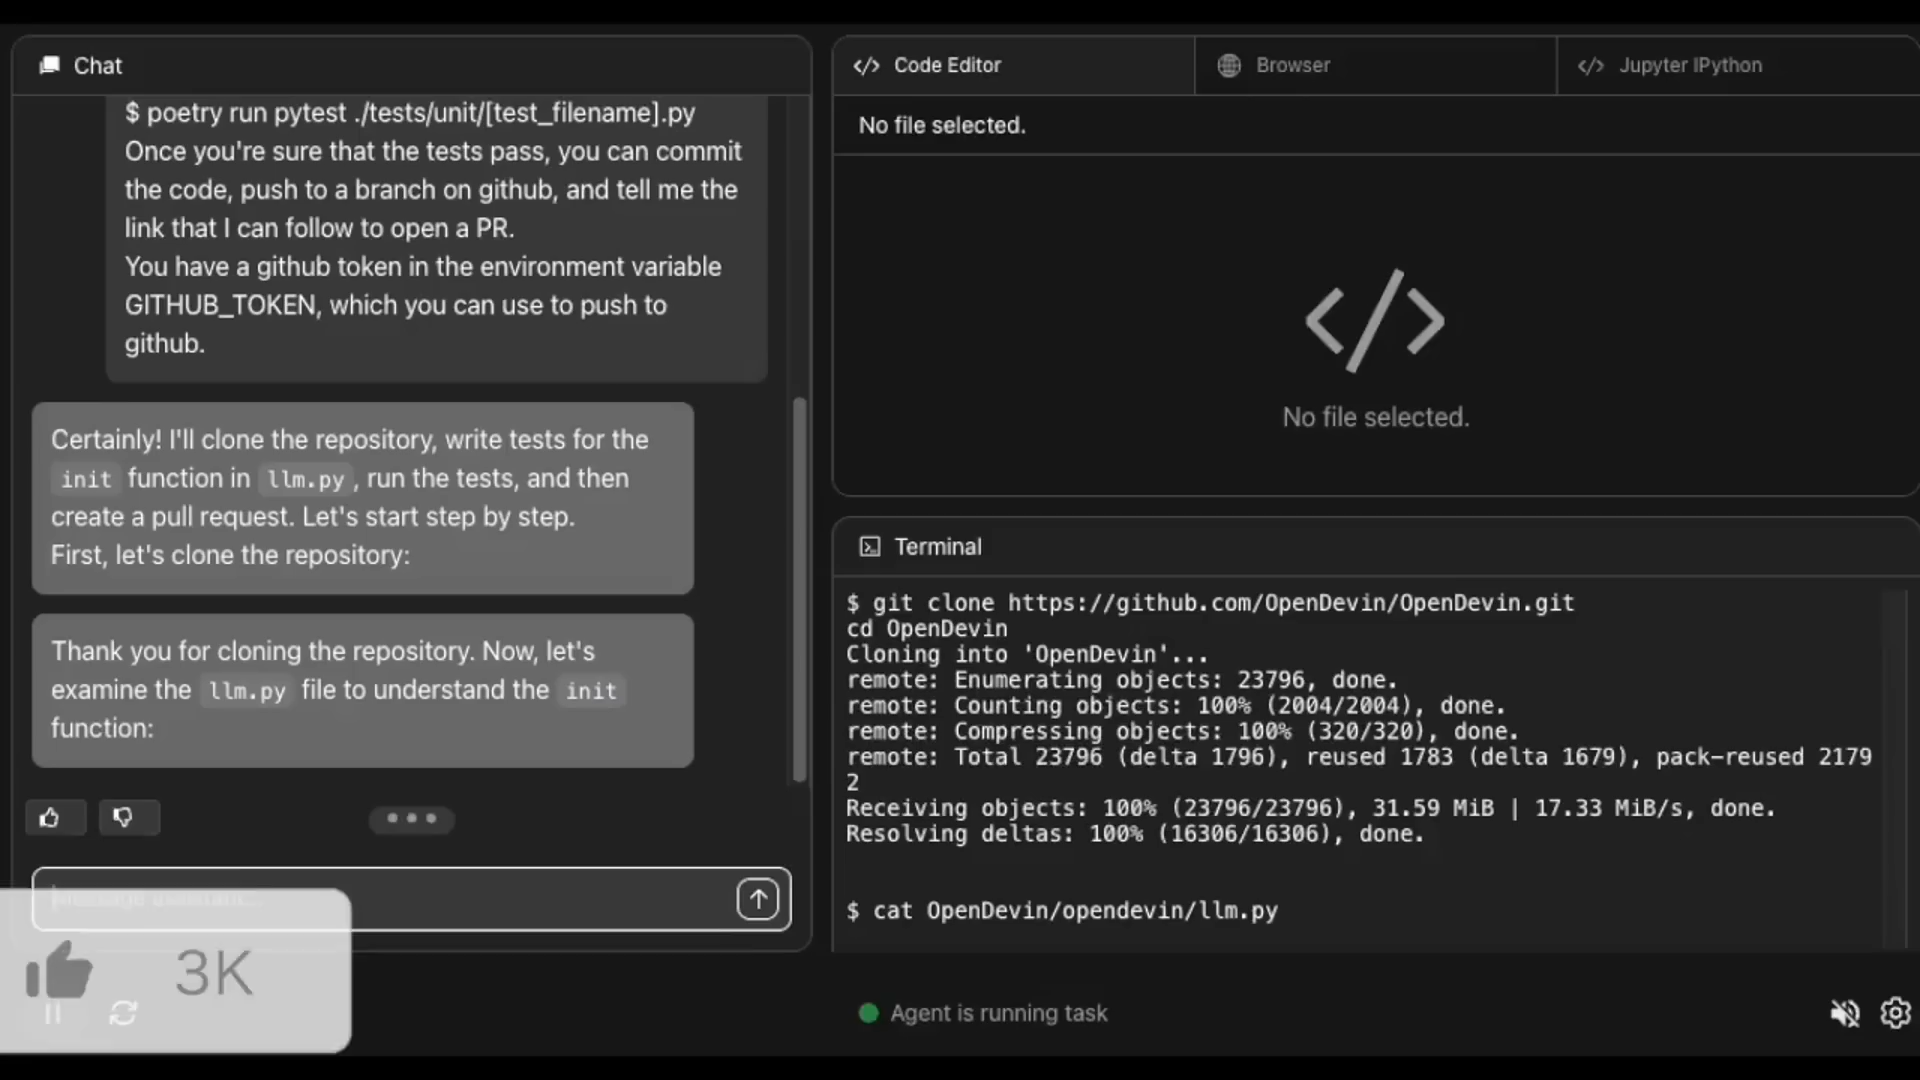 Chat
$ poetry run pytest ./tests/unit/[test_filename].py
Once you're sure that the tests pass, you can commit
the code, push to a branch on github, and tell me the
link that I can follow to open a PR.
You have a github token in the environment variable
GITHUB_TOKEN, which you can use to push to
github.
Certainly! I'll clone the repository, write tests for the
init function in llm.py, run the tests, and then
create a pull request. Let's start step by step.
First, let's clone the repository:
Thank you for cloning the repository. Now, let's
examine the llm.py file to understand the init
function:
3K
</> Code Editor
Browser
</> Jupyter IPython
No file selected.
</>
No file selected.
Terminal
$ git clone https://github.com/OpenDevin/OpenDevin.git
cd OpenDevin
Cloning into 'OpenDevin'...
remote: Enumerating objects: 23796, done.
remote: Counting objects: 100% (2004/2004), done.
remote: Compressing objects: 100% (320/320), done.
remote: Total 23796 (delta 1796), reused 1783 (delta 1679), pack-reused 2179
2
Receiving objects: 100% (23796/23796), 31.59 MiB | 17.33 MiB/s, done.
Resolving deltas: 100% (16306/16306), done.
$ cat OpenDevin/opendevin/llm.py
Agent is running task